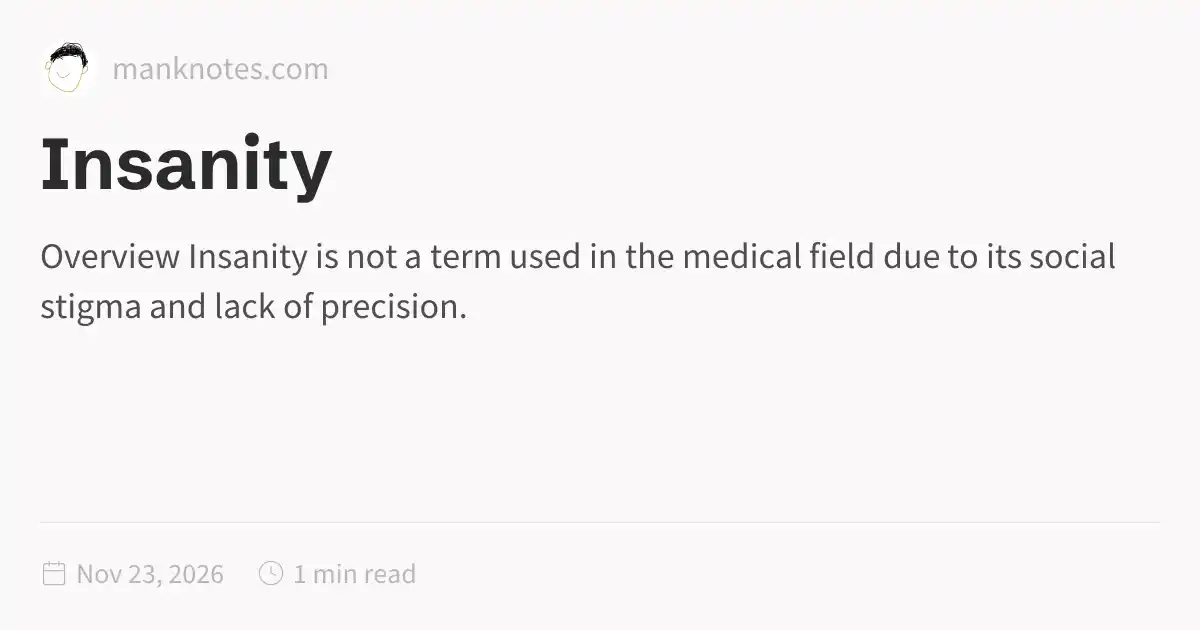 manknotes.com
Insanity
Overview Insanity is not a term used in the medical field due to its social
stigma and lack of precision.
Nov 23, 2026 1 min read